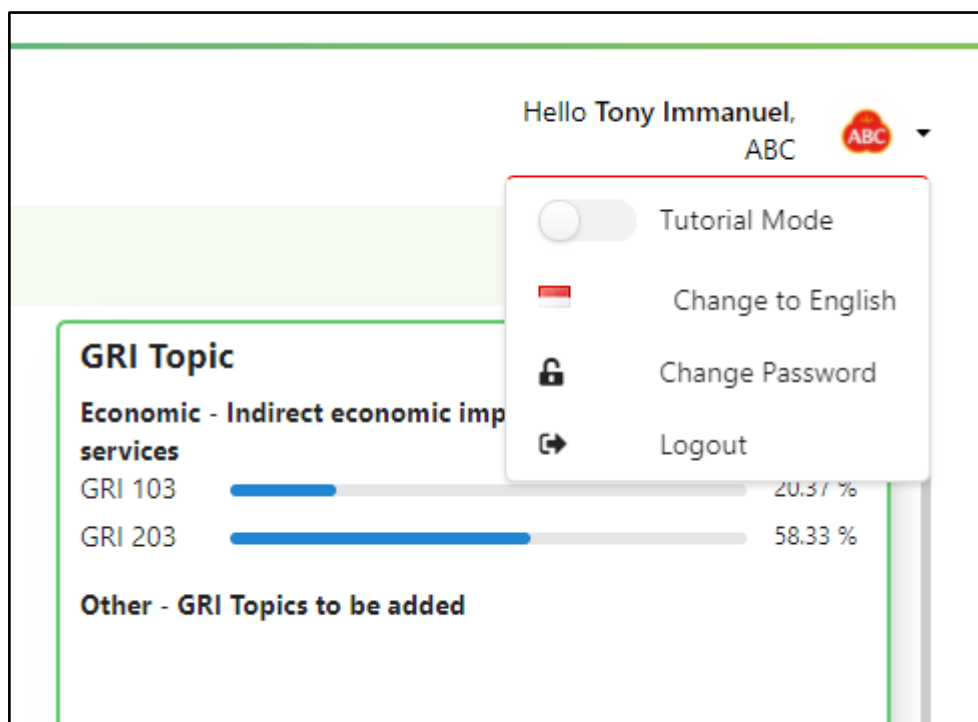 Hello Tony Immanuel,
ABC
ABC
Tutorial Mode
Change to English
Change Password
Logout
GRI Topic
Economic - Indirect economic imp
services
GRI 103 20.37 %
GRI 203 58.33 %
Other - GRI Topics to be added